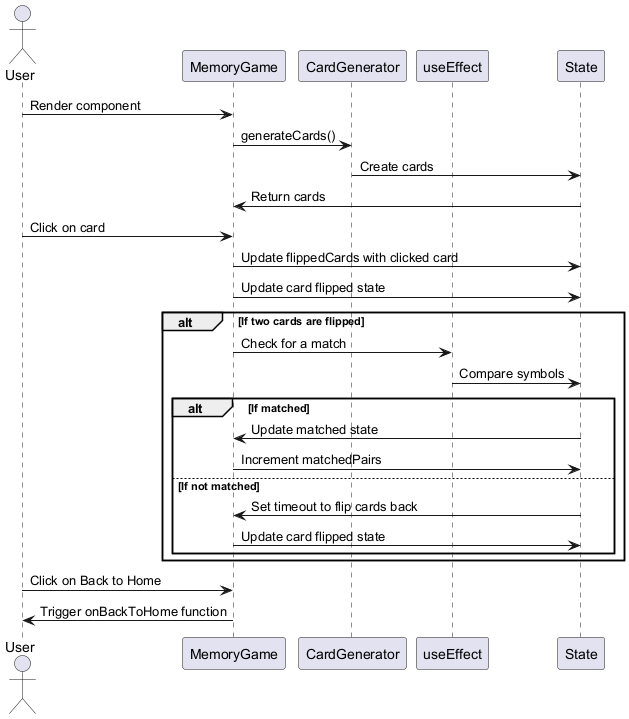 User
MemoryGame
CardGenerator
useEffect
State
Render component
generateCards()
Create cards
Return cards
Click on card
Update flippedCards with clicked card
Update card flipped state
alt [If two cards are flipped]
Check for a match
Compare symbols
alt [If matched]
Update matched state
Increment matchedPairs
[If not matched]
Set timeout to flip cards back
Update card flipped state
Click on Back to Home
Trigger onBackToHome function
User
MemoryGame
CardGenerator
useEffect
State